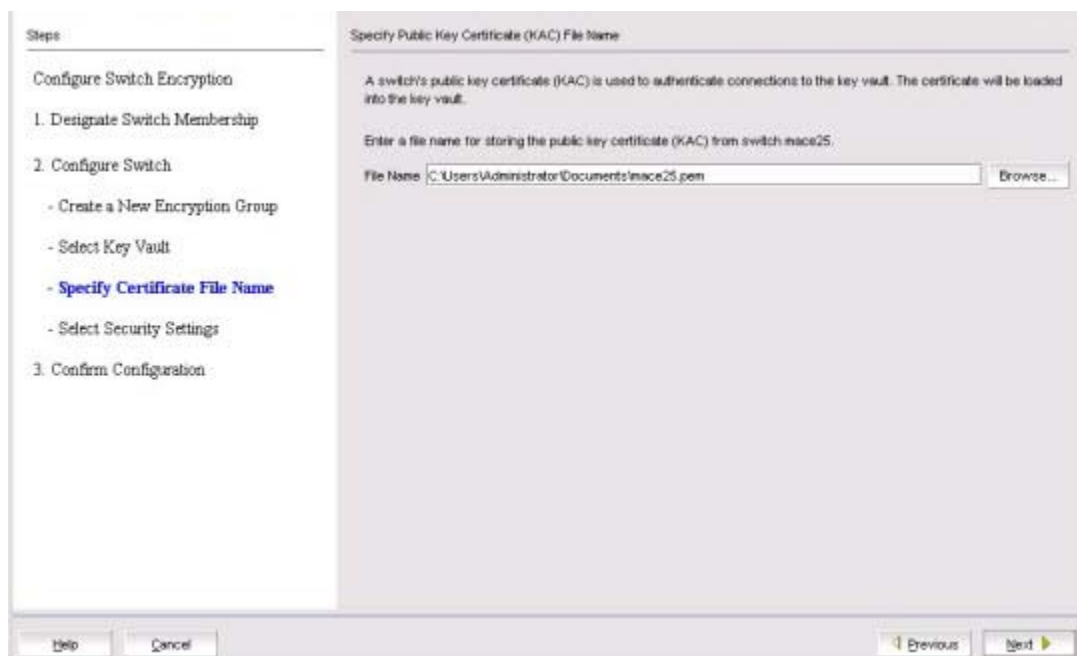 Steps
Configure Switch Encryption
1. Designate Switch Membership
2. Configure Switch
- Create a New Encryption Group
- Select Key Vault
- Specify Certificate File Name
- Select Security Settings
3. Confirm Configuration
Specify Public Key Certificate (KAC) File Name
A switch's public key certificate (KAC) is used to authenticate connections to the key vault. The certificate will be loaded
into the key vault.
Enter a file name for storing the public key certificate (KAC) from switch mace25.
File Name C:\Users\Administrator\Documents\mace25.pem Browse...
Help Cancel Previous Next